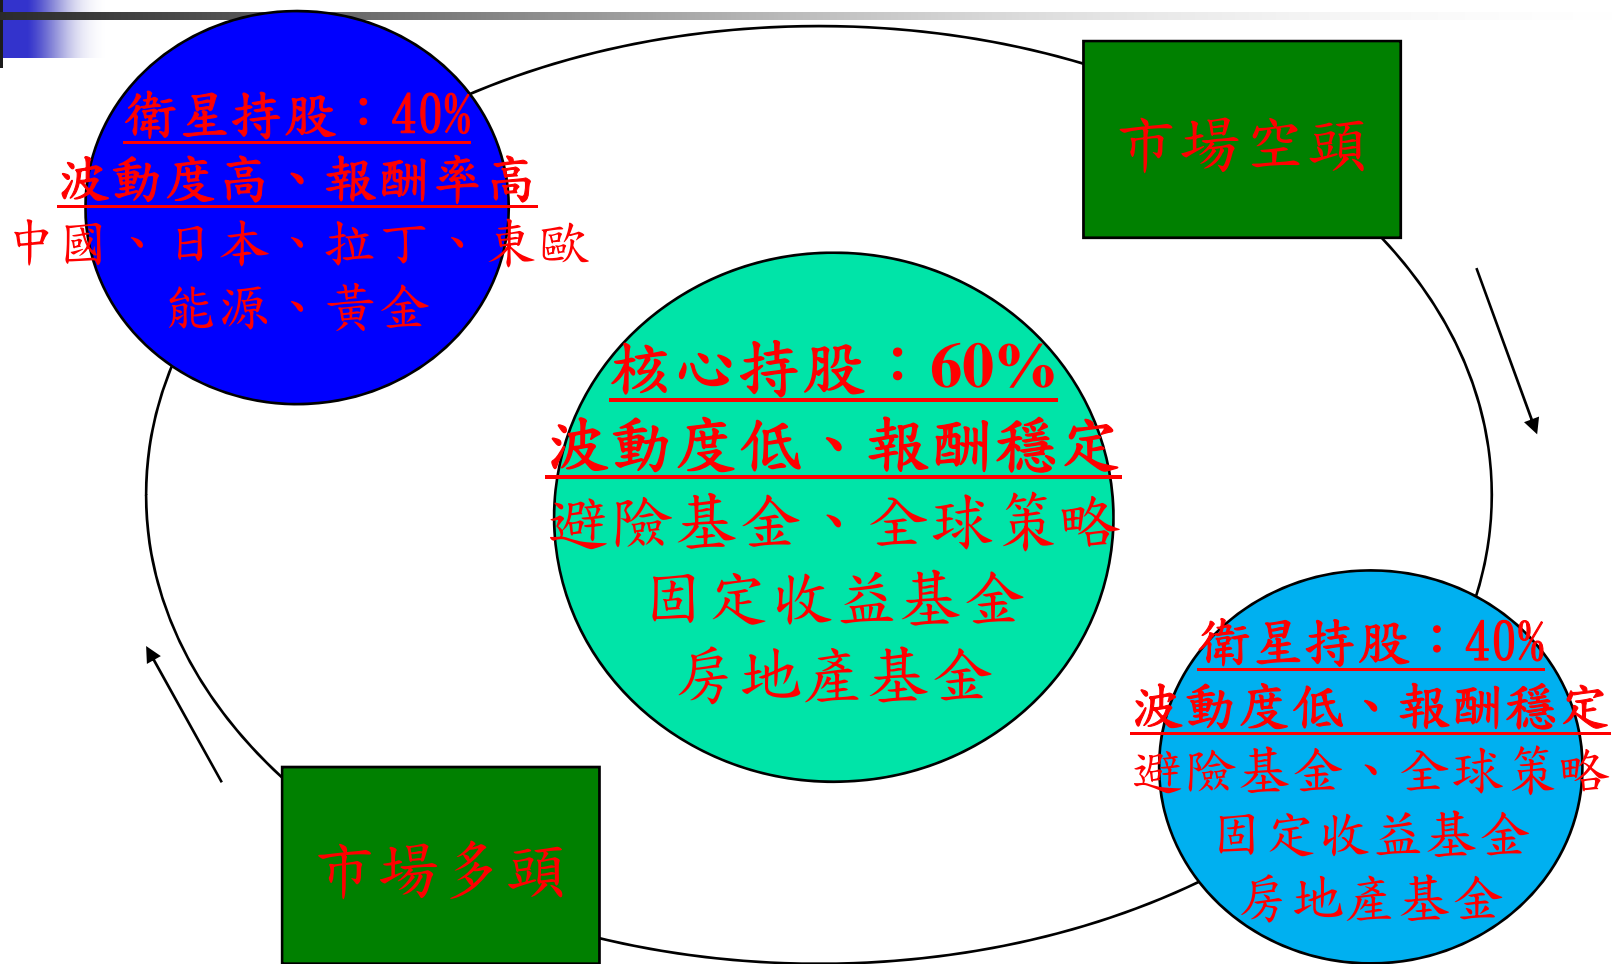 衛星持股：40%
波動度高、報酬率高
中國、日本、拉丁、東歐
能源、黃金
市場空頭
核心持股：60%
波動度低、報酬穩定
避險基金、全球策略
固定收益基金
房地產基金
衛星持股：40%
波動度低、報酬穩定
避險基金、全球策略
固定收益基金
房地產基金
市場多頭